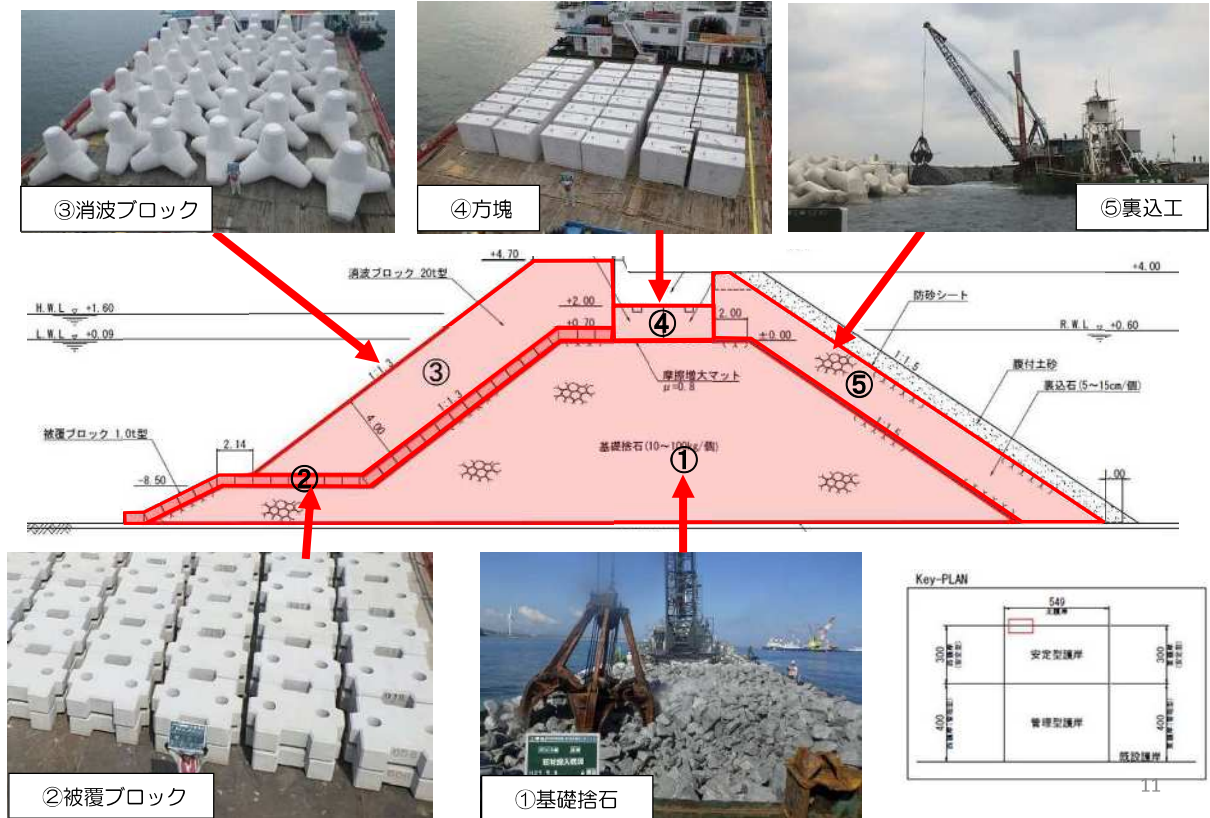 ③消波ブロック
④方塊
⑤裏込工
+4.70
消波ブロック 20t型
+4.00
防砂シート
H.W.L +1.60
+2.00
④
2.00
R.W.L +0.60
L.W.L +0.09
+0.70
±0.00
1:1.3
③
1:1.3
摩擦増大マット
μ=0.8
⑤
1:1.5
腹付土砂
裏込石(5～15cm/個)
4.00
1:1.5
被覆ブロック 1.0t型
2.14
基礎捨石(10～100kg/個)
①
②
-8.50
1.00
Key-PLAN
549
主護岸
300
安定型護岸
300
400
管理型護岸
400
既設護岸
②被覆ブロック
①基礎捨石
11